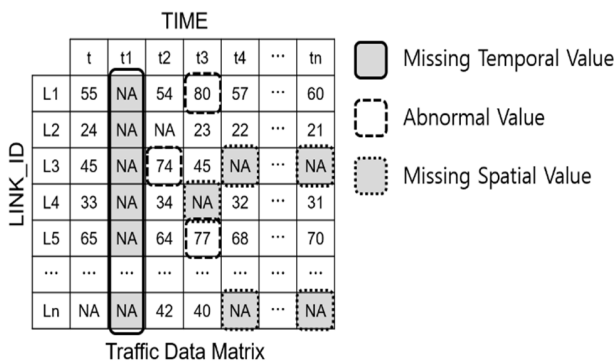 TIME
t t1 t2 t3 t4 ... tn
L1 55 NA 54 80 57 ... 60
L2 24 NA NA 23 22 ... 21
L3 45 NA 74 45 NA ... NA
L4 33 NA 34 NA 32 ... 31
L5 65 NA 64 77 68 ... 70
... ... ... ... ... ... ... ...
Ln NA NA 42 40 NA ... NA
LINK_ID
Traffic Data Matrix
Missing Temporal Value
Abnormal Value
Missing Spatial Value